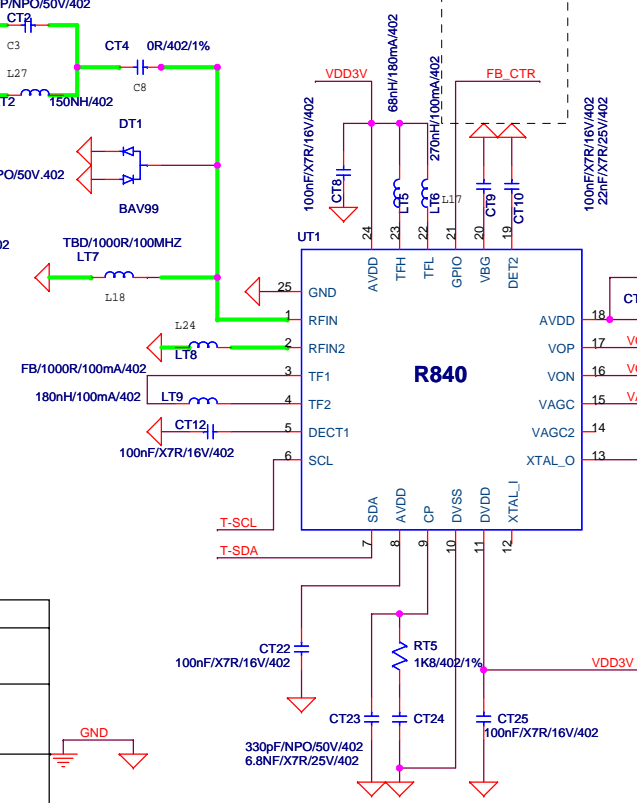 P/NPO/50V/402
CT2
C3
CT4
0R/402/1%
L27
C8
T2
150NH/402
DT1
PO/50V.402
BAV99
02
TBD/1000R/100MHZ
LT7
L18
L24
LT8
FB/1000R/100mA/402
180nH/100mA/402
LT9
CT12
100nF/X7R/16V/402
T-SCL
T-SDA
VDD3V
FB_CTR
100nF/X7R/16V/402
CT8
68nH/180mA/402
LT5
270nH/100mA/402
LT6
L17
CT9
CT10
100nF/X7R/16V/402
22nF/X7R/25V/402
UT1
24
23
22
21
20
19
AVDD
TFH
TFL
GPIO
VBG
DET2
25
GND
1
RFIN
2
RFIN2
3
TF1
4
TF2
5
DECT1
6
SCL
R840
AVDD
18
VOP
17
VON
16
VAGC
15
VAGC2
14
XTAL_O
13
CT
VO
VO
VA
SDA
AVDD
CP
DVSS
DVDD
XTAL_I
7
8
9
10
11
12
CT22
100nF/X7R/16V/402
RT5
1K8/402/1%
VDD3V
CT23
CT24
CT25
100nF/X7R/16V/402
330pF/NPO/50V/402
6.8NF/X7R/25V/402
GND